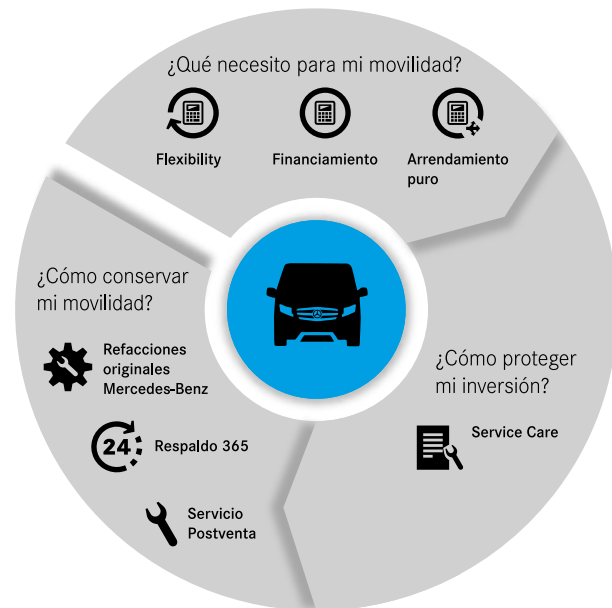 ¿Qué necesito para mi movilidad?
Flexibility
Financiamiento
Arrendamiento
puro
¿Cómo proteger
mi inversión?
Service Care
¿Cómo conservar
mi movilidad?
Refacciones
originales
Mercedes-Benz
24
Respaldo 365
Servicio
Postventa